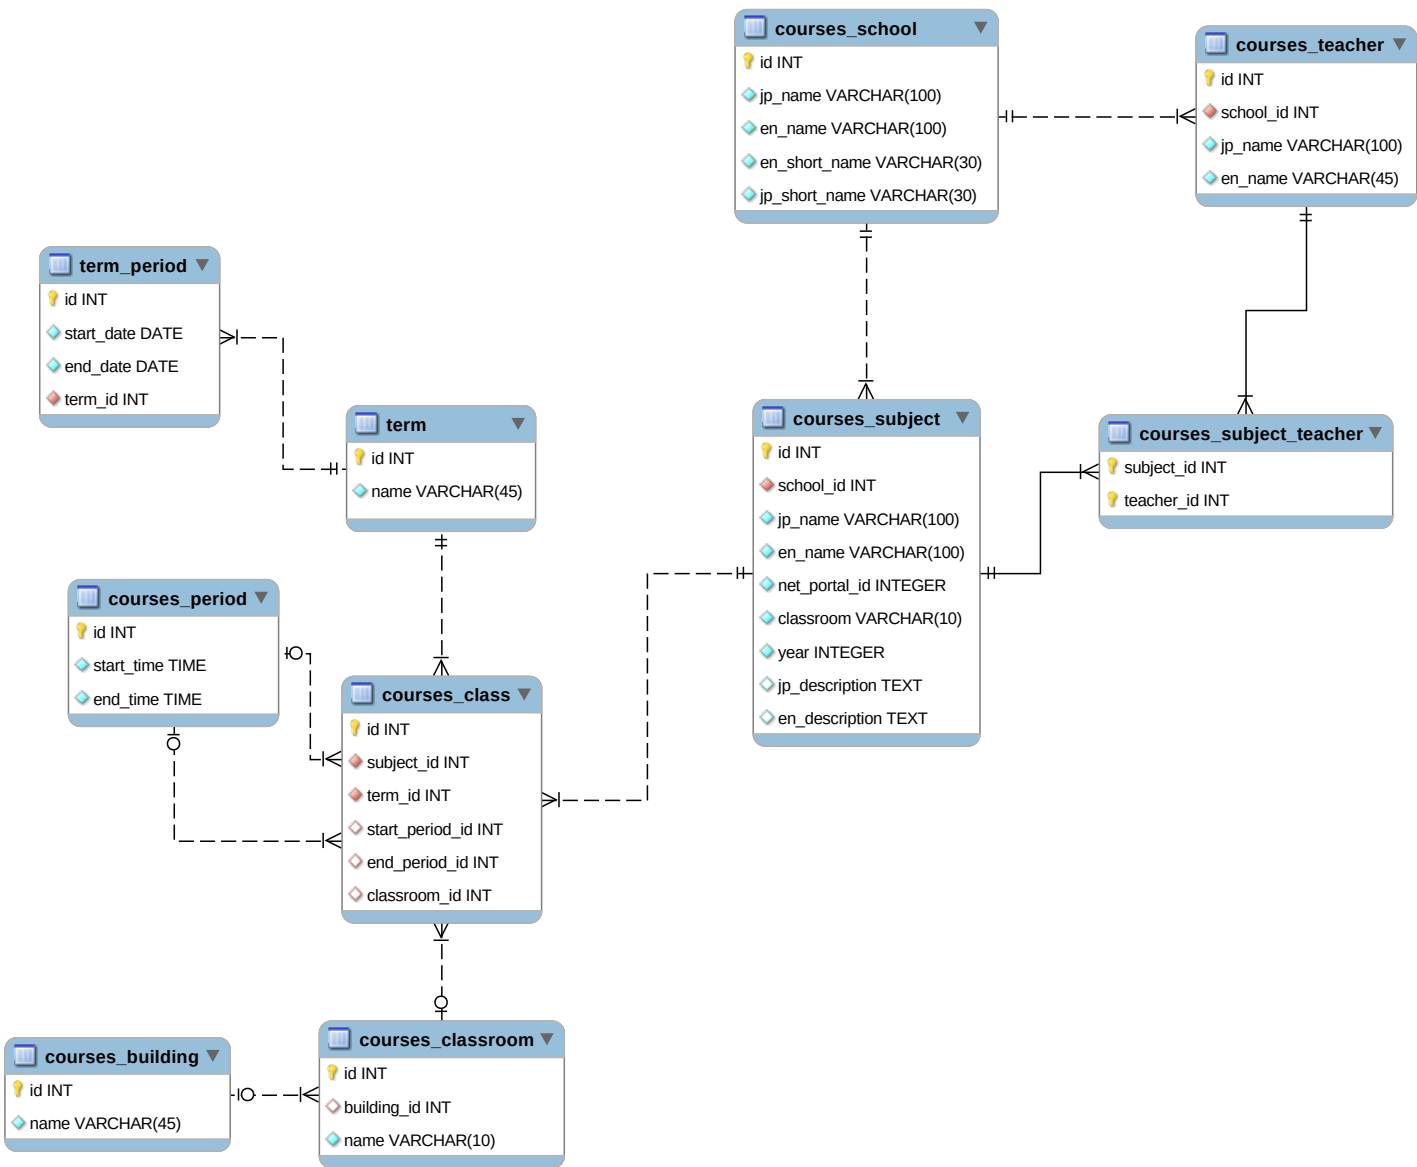 courses_school
id INT
jp_name VARCHAR(100)
en_name VARCHAR(100)
en_short_name VARCHAR(30)
jp_short_name VARCHAR(30)
courses_teacher
id INT
school_id INT
jp_name VARCHAR(100)
en_name VARCHAR(45)
term_period
id INT
start_date DATE
end_date DATE
term_id INT
term
id INT
name VARCHAR(45)
courses_subject
id INT
school_id INT
jp_name VARCHAR(100)
en_name VARCHAR(100)
net_portal_id INTEGER
classroom VARCHAR(10)
year INTEGER
jp_description TEXT
en_description TEXT
courses_subject_teacher
subject_id INT
teacher_id INT
courses_period
id INT
start_time TIME
end_time TIME
courses_class
id INT
subject_id INT
term_id INT
start_period_id INT
end_period_id INT
classroom_id INT
courses_building
id INT
name VARCHAR(45)
courses_classroom
id INT
building_id INT
name VARCHAR(10)